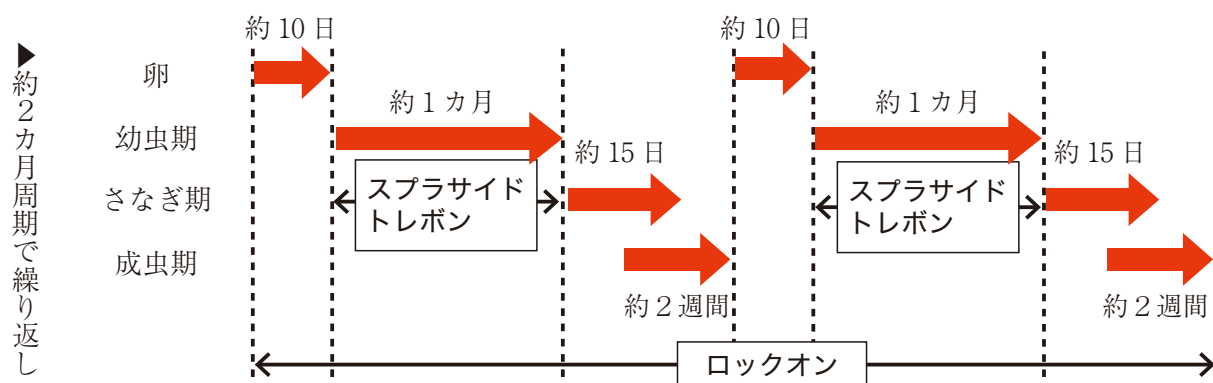 ▶約２カ月周期で繰り返し
約 10 日
約 10 日
卵
約 1 カ月
約 1 カ月
幼虫期
約 15 日
約 15 日
さなぎ期
スプラサイド
トレボン
スプラサイド
トレボン
成虫期
約 2 週間
約 2 週間
ロックオン